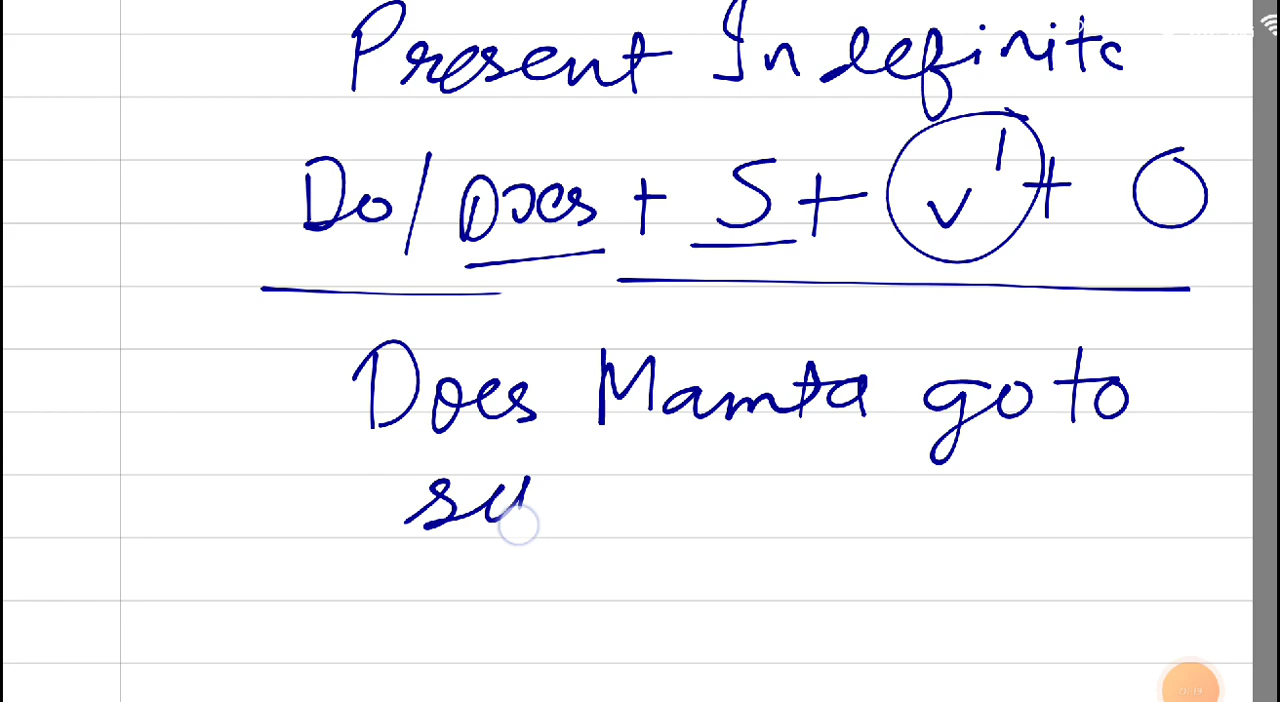 Present Indefinite
Do/Does + S + V¹ + O
Does Mamta go to